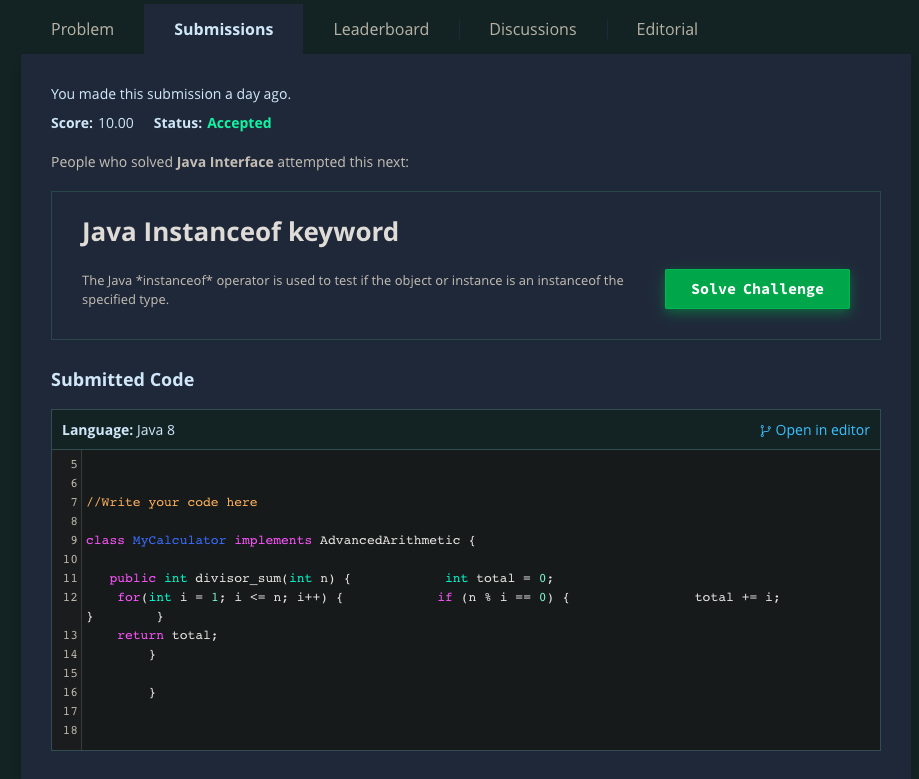 Problem Submissions Leaderboard Discussions Editorial
You made this submission a day ago.
Score: 10.00 Status: Accepted
People who solved Java Interface attempted this next:
Java Instanceof keyword
The Java *instanceof* operator is used to test if the object or instance is an instanceof the
specified type.
Solve Challenge
Submitted Code
Language: Java 8 Open in editor
5
6
7 //Write your code here
8
9 class MyCalculator implements AdvancedArithmetic {
10
11 public int divisor_sum(int n) { int total = 0;
12 for(int i = 1; i <= n; i++) { if (n % i == 0) { total += i;
} }
13 return total;
14 }
15
16 }
17
18